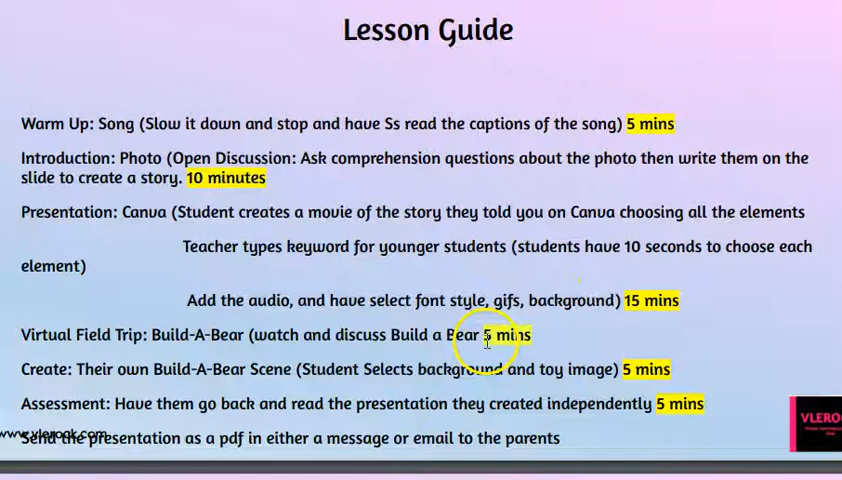 Lesson Guide
Warm Up: Song (Slow it down and stop and have Ss read the captions of the song) 5 mins
Introduction: Photo (Open Discussion: Ask comprehension questions about the photo then write them on the
slide to create a story. 10 minutes
Presentation: Canva (Student creates a movie of the story they told you on Canva choosing all the elements
Teacher types keyword for younger students (students have 10 seconds to choose each
element)
Add the audio, and have select font style, gifs, background) 15 mins
Virtual Field Trip: Build-A-Bear (watch and discuss Build a Bear 5 mins
Create: Their own Build-A-Bear Scene (Student Selects background and toy image) 5 mins
Assessment: Have them go back and read the presentation they created independently 5 mins
VLEROC
www.vlerock.com
Send the presentation as a pdf in either a message or email to the parents